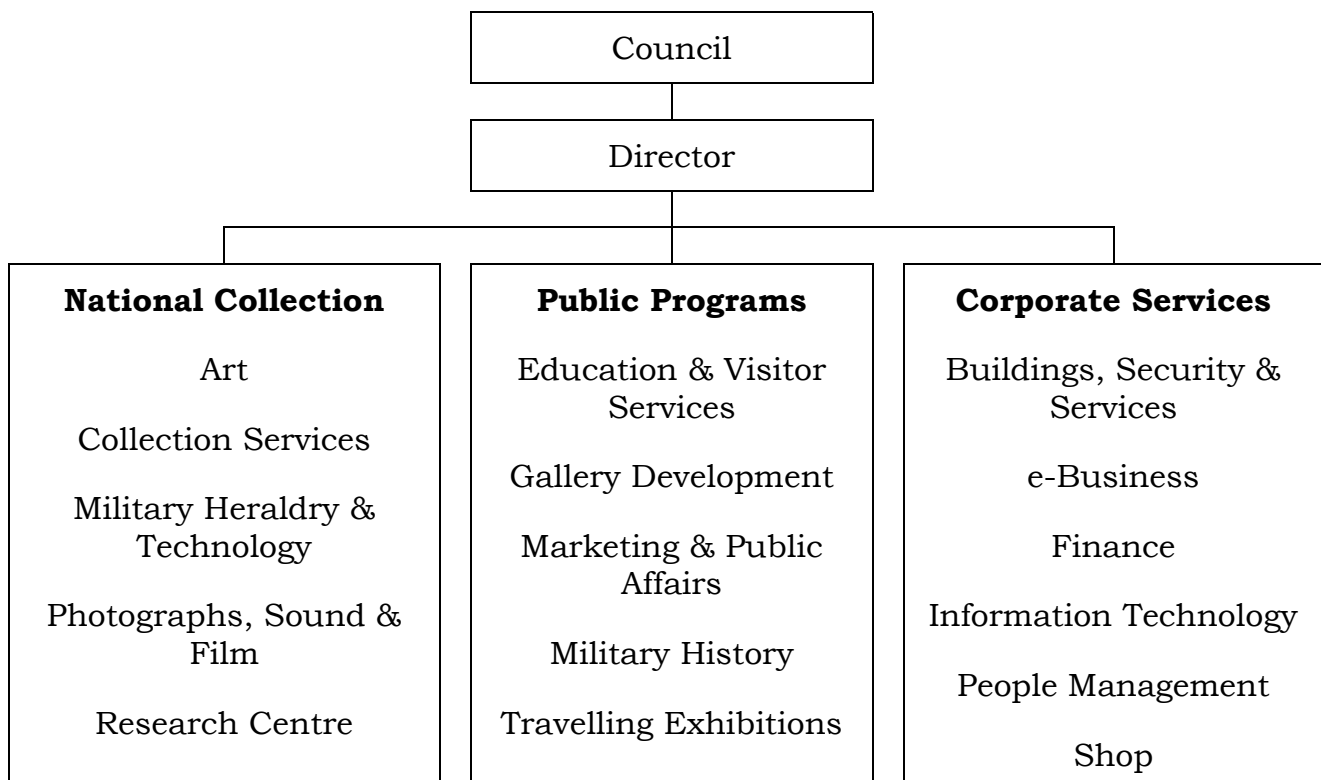 Council
Director
National Collection
Art
Collection Services
Military Heraldry &
Technology
Photographs, Sound &
Film
Research Centre
Public Programs
Education & Visitor
Services
Gallery Development
Marketing & Public
Affairs
Military History
Travelling Exhibitions
Corporate Services
Buildings, Security &
Services
e-Business
Finance
Information Technology
People Management
Shop